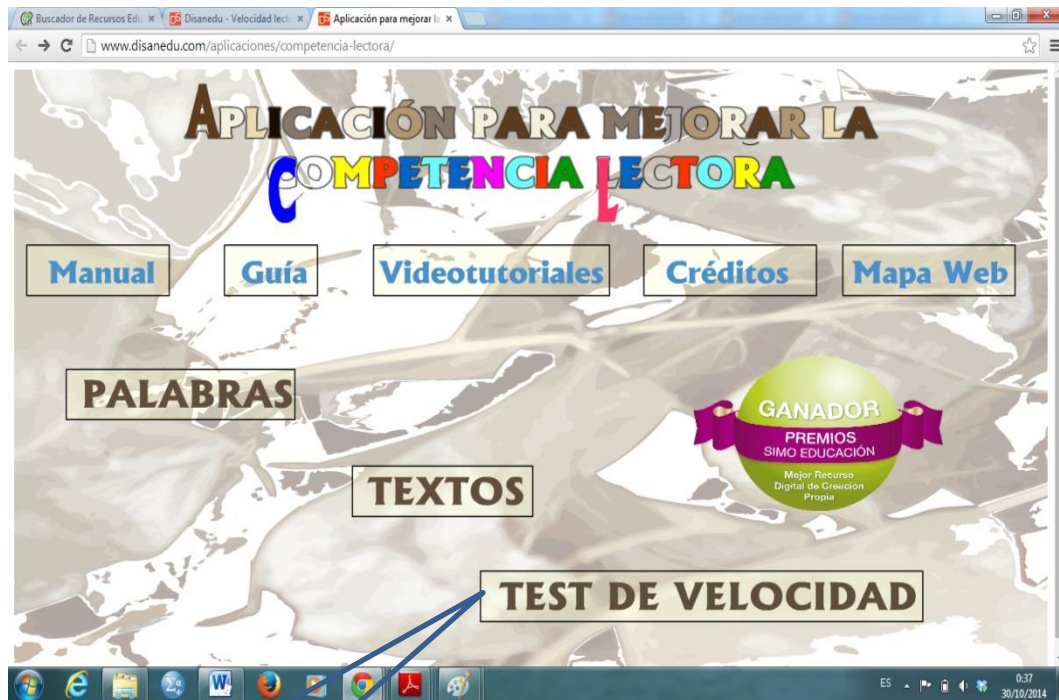 Buscador de Recursos Edu
Disanedu - Velocidad lect
Aplicación para mejorar la
www.disanedu.com/aplicaciones/competencia-lectora/
APLICACIÓN PARA MEJORAR LA
COMPETENCIA LECTORA
Manual
Guía
Videotutoriales
Créditos
Mapa Web
PALABRAS
GANADOR
PREMIOS
SIMO EDUCACIÓN
Mejor Recurso
Digital de Creación
Propia
TEXTOS
TEST DE VELOCIDAD
ES
0:37
30/10/2014